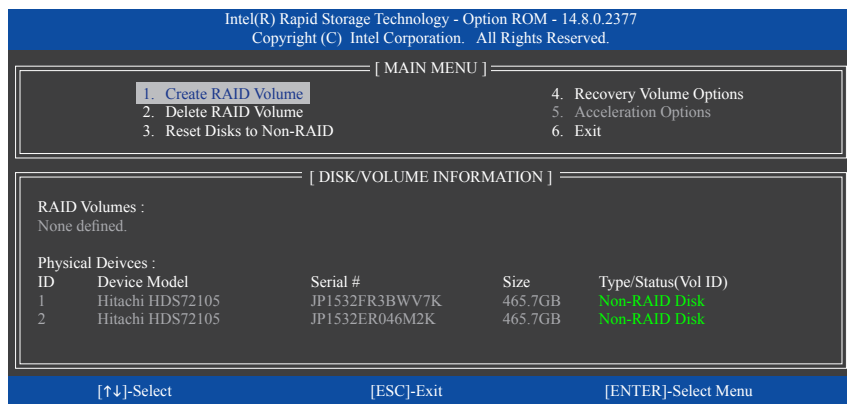 Intel(R) Rapid Storage Technology - Option ROM - 14.8.0.2377
Copyright (C) Intel Corporation. All Rights Reserved.
[ MAIN MENU ]
1. Create RAID Volume
2. Delete RAID Volume
3. Reset Disks to Non-RAID
4. Recovery Volume Options
5. Acceleration Options
6. Exit
[ DISK/VOLUME INFORMATION ]
RAID Volumes :
None defined.
Physical Deivces :
ID Device Model Serial # Size Type/Status(Vol ID)
1 Hitachi HDS72105 JP1532FR3BWV7K 465.7GB Non-RAID Disk
2 Hitachi HDS72105 JP1532ER046M2K 465.7GB Non-RAID Disk
[↑↓]-Select [ESC]-Exit [ENTER]-Select Menu